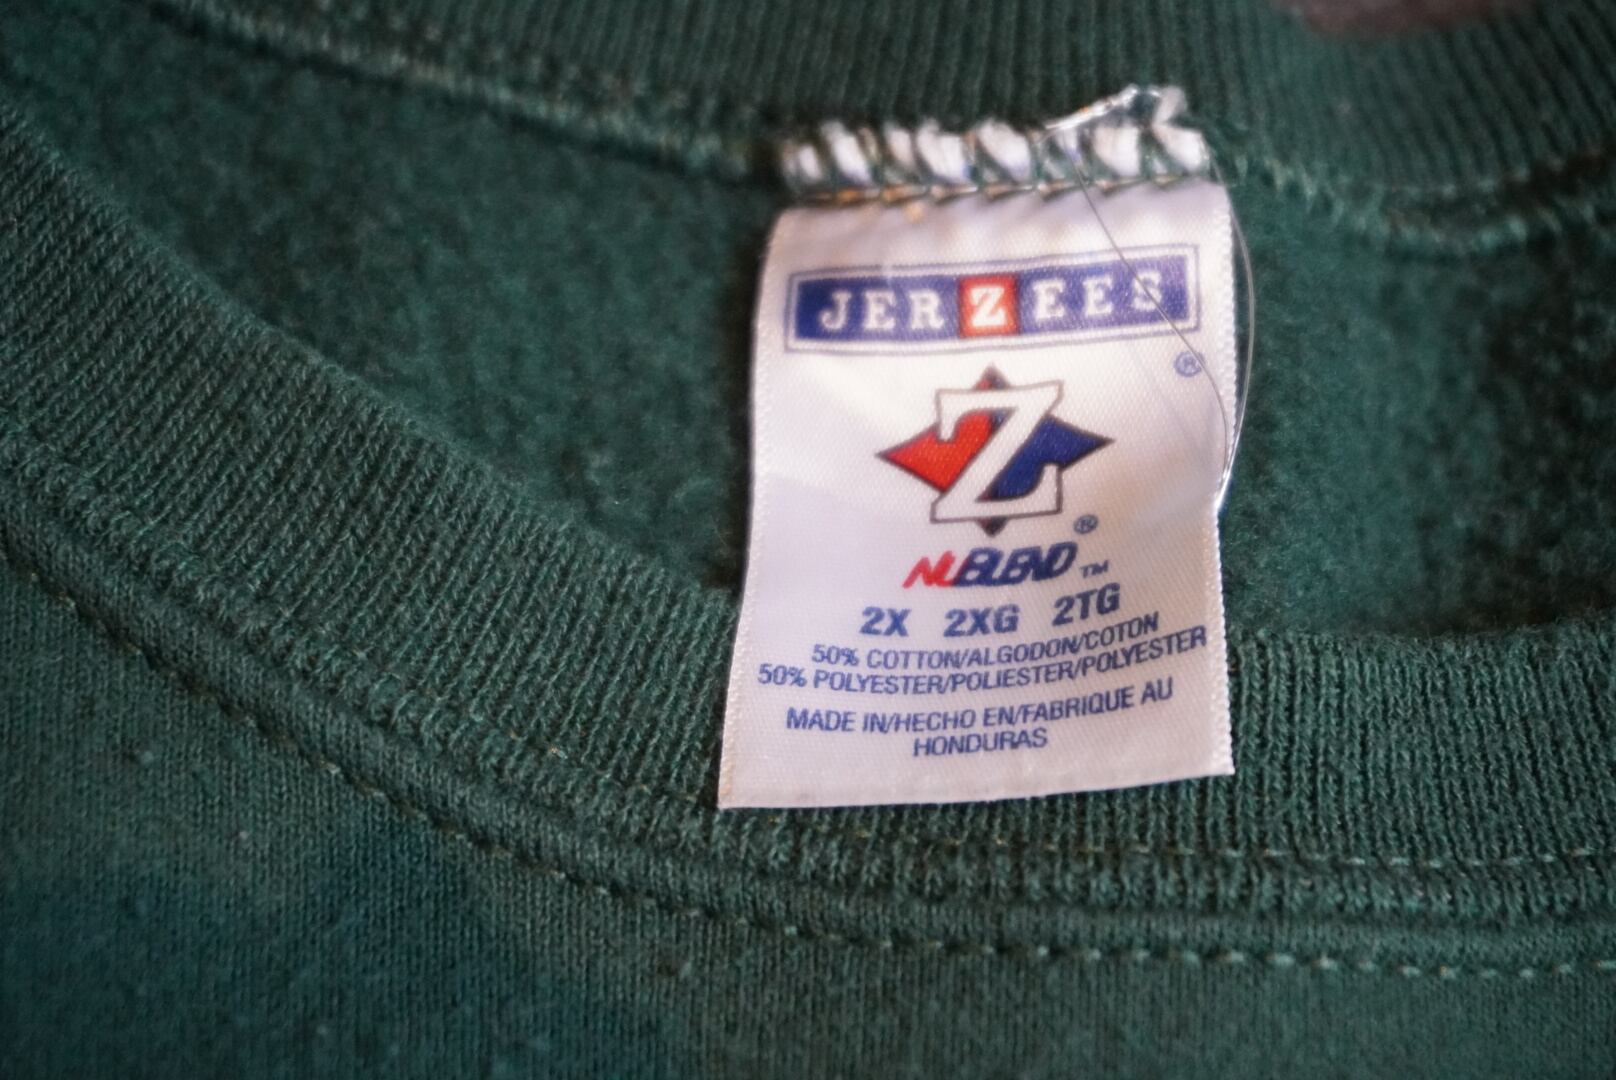 JERZEES
®
Z
®
NUBLEND™
2X 2XG 2TG
50% COTTON/ALGODON/COTON
50% POLYESTER/POLIESTER/POLYESTER
MADE IN/HECHO EN/FABRIQUE AU
HONDURAS